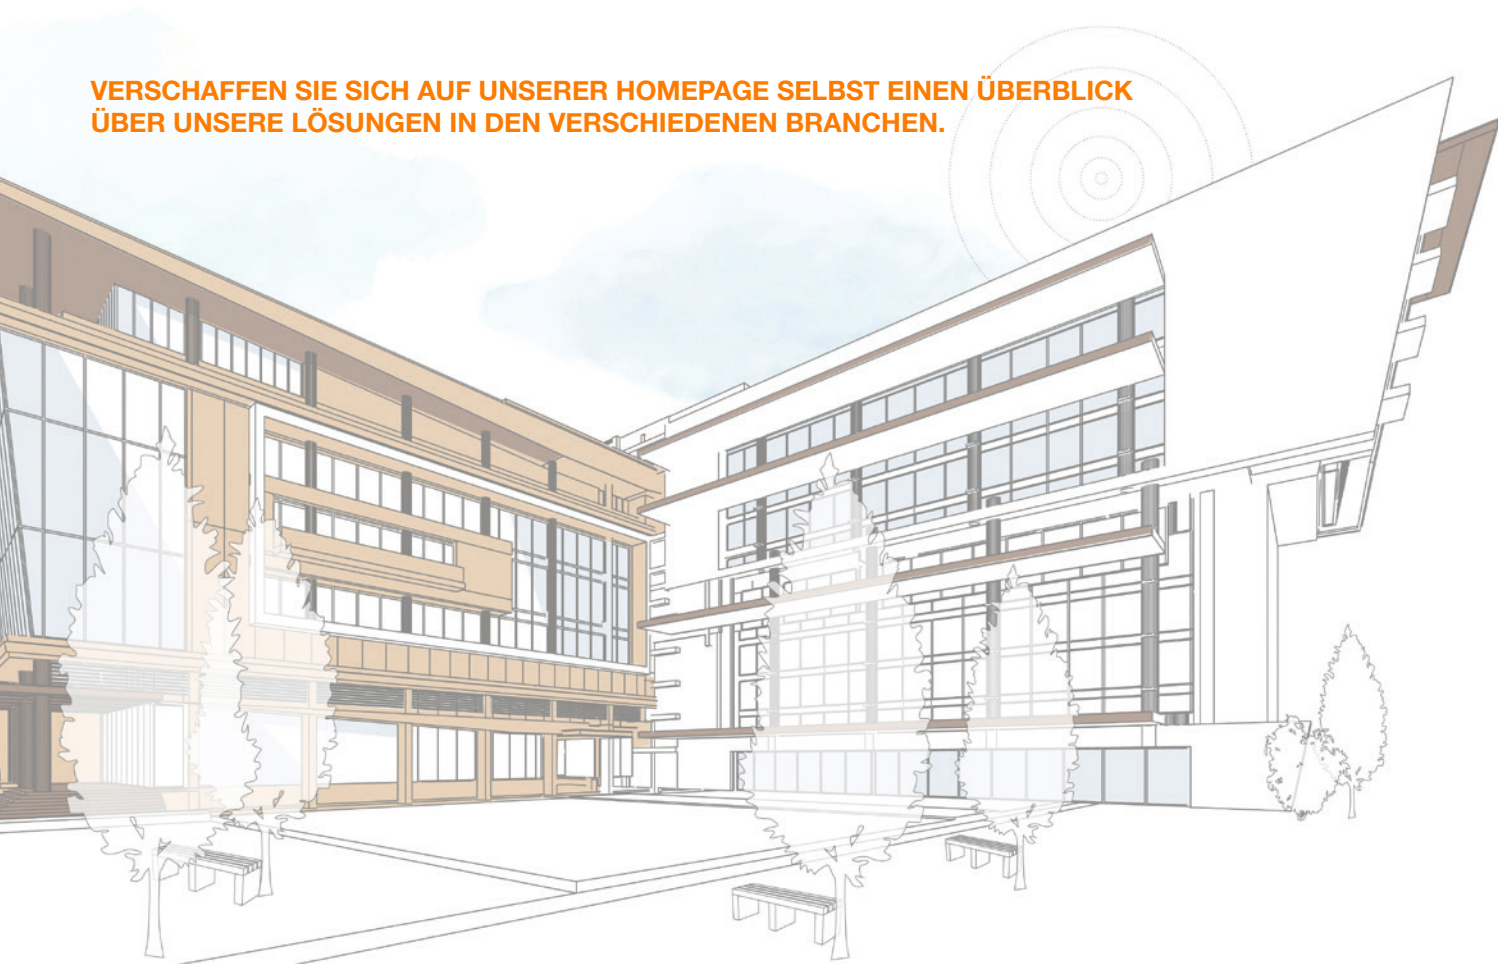 VERSCHAFFEN SIE SICH AUF UNSERER HOMEPAGE SELBST EINEN ÜBERBLICK
ÜBER UNSERE LÖSUNGEN IN DEN VERSCHIEDENEN BRANCHEN.